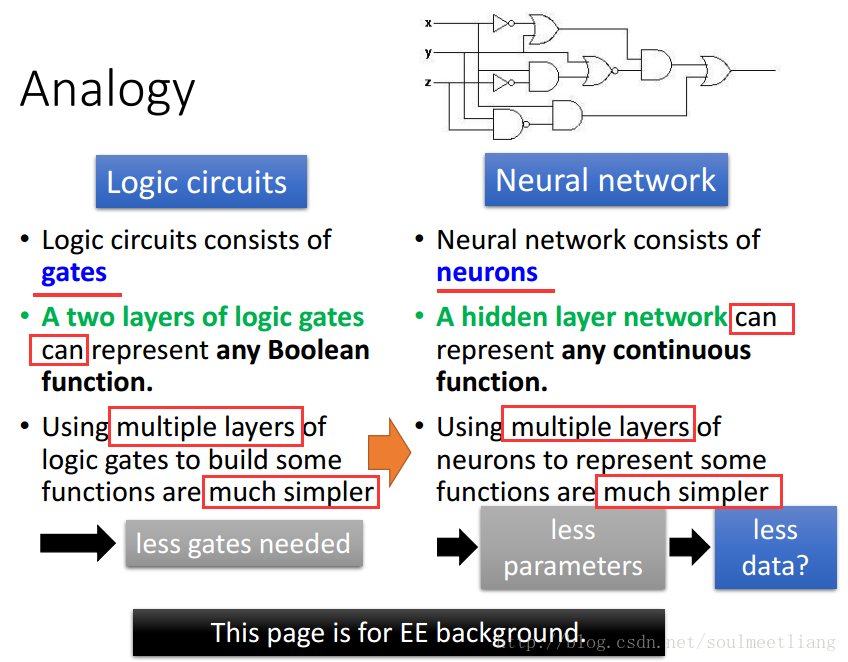 x
y
z
Analogy
Logic circuits
Neural network
• Logic circuits consists of
gates
• A two layers of logic gates
can represent any Boolean
function.
• Using multiple layers of
logic gates to build some
functions are much simpler
less gates needed
• Neural network consists of
neurons
• A hidden layer network can
represent any continuous
function.
• Using multiple layers of
neurons to represent some
functions are much simpler
less
parameters
less
data?
This page is for EE background.
http://blog.csdn.net/soulmeetliang